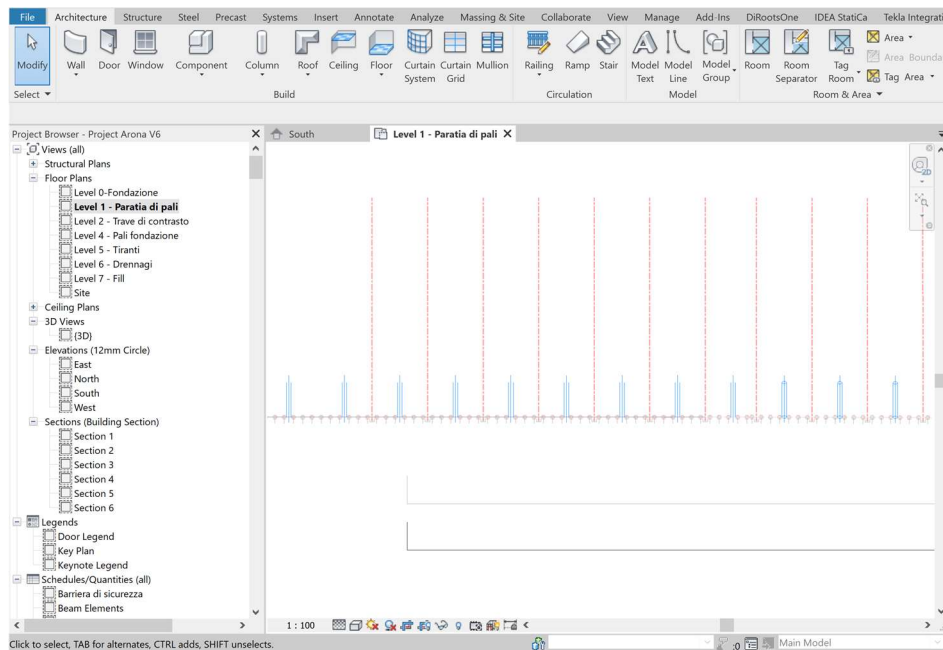 File Architecture Structure Steel Precast Systems Insert Annotate Analyze Massing & Site Collaborate View Manage Add-Ins DiRootsOne IDEA StatiCa Tekla Integrati
Modify Wall Door Window Component Column Roof Ceiling Floor Curtain System Curtain Grid Mullion Railing Ramp Stair Model Text Model Line Model Group Room Room Separator Tag Room Area
Area Bounda
Tag Area
Select Build Circulation Model Room & Area
Project Browser - Project Arona V6
South
Level 1 - Paratia di pali
Views (all)
Structural Plans
Floor Plans
Level 0-Fondazione
Level 1 - Paratia di pali
Level 2 - Trave di contrasto
Level 4 - Pali fondazione
Level 5 - Tiranti
Level 6 - Drennagi
Level 7 - Fill
Site
Ceiling Plans
3D Views
{3D}
Elevations (12mm Circle)
East
North
South
West
Sections (Building Section)
Section 1
Section 2
Section 3
Section 4
Section 5
Section 6
Legends
Door Legend
Key Plan
Keynote Legend
Schedules/Quantities (all)
Barriera di sicurezza
Beam Elements
2D
1 : 100
Click to select, TAB for alternates, CTRL adds, SHIFT unselects.
:0
Main Model